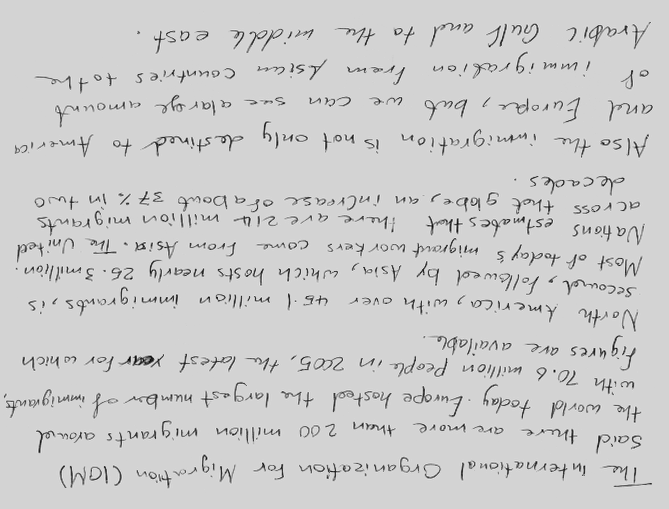 The International Organization for Migration (IOM)
Said there are more than 200 million migrants around
the world today. Europe hosted the largest number of immigrants,
with 70.6 million people in 2005, the latest year for which
figures are available.
North America, with over 45.1 million immigrants, is
secound, followed by Asia, which hosts nearly 25.3 million.
Most of today's migrant workers come from Asia. The United
Nations estimates that there are 214 million migrants
across that globe, an increase of about 37% in two
decades.
Also the immigration is not only destined to America
and Europe, but we can see a large amount
of immigration from Asian countries to the
Arabic Gulf and to the middle east.